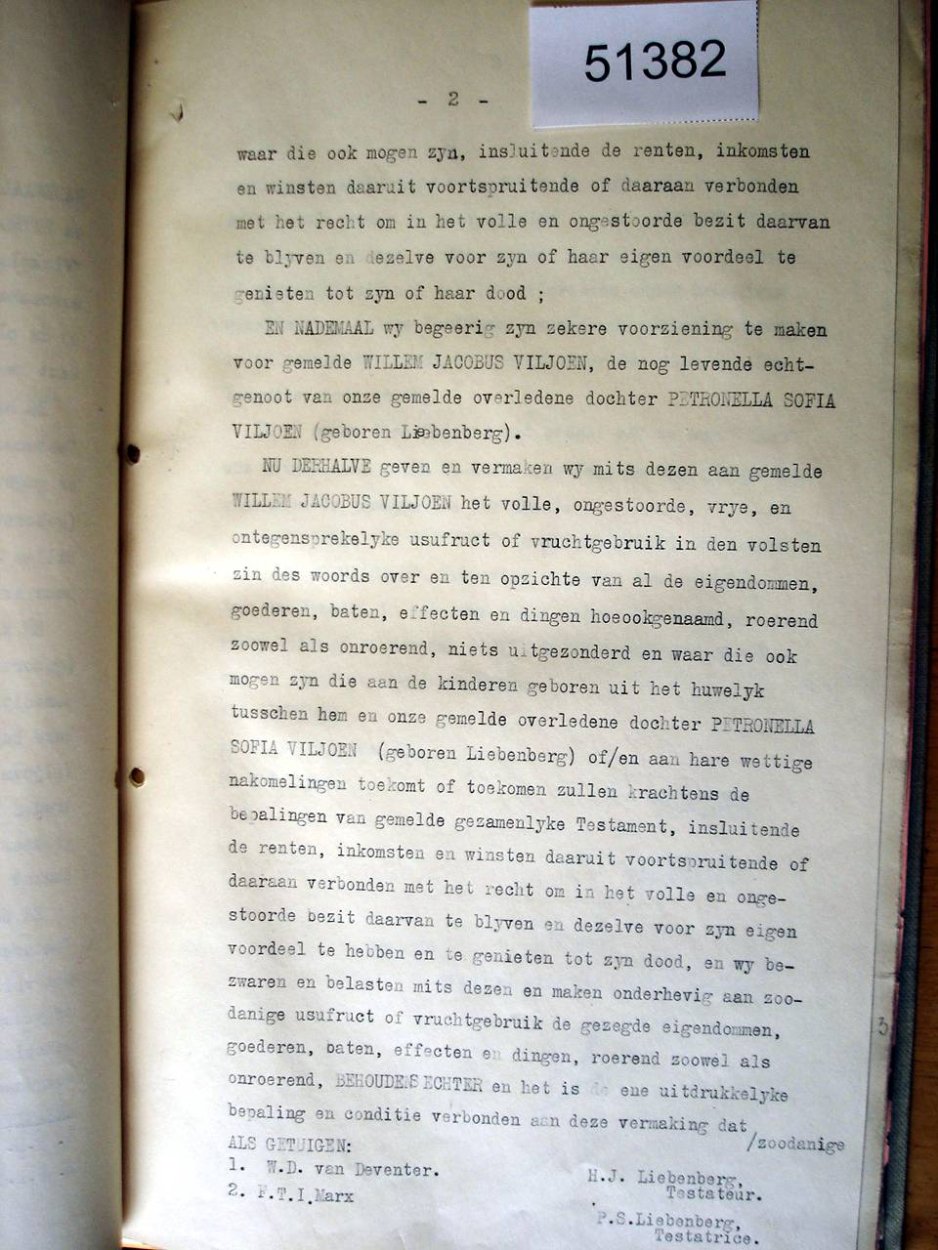 51382
- 2 -
waar die ook mogen zyn, insluitende de renten, inkomsten
en winsten daaruit voortspruitende of daaraan verbonden
met het recht om in het volle en ongestoorde bezit daarvan
te blyven en dezelve voor zyn of haar eigen voordeel te
genieten tot zyn of haar dood ;
EN NADEMAAL wy begeerig zyn zekere voorziening te maken
voor gemelde WILLEM JACOBUS VILJOEN, de nog levende echt-
genoot van onze gemelde overledene dochter PETRONELLA SOFIA
VILJOEN (geboren Liebenberg).
NU DERHALVE geven en vermaken wy mits dezen aan gemelde
WILLEM JACOBUS VILJOEN het volle, ongestoorde, vrye, en
ontegensprekelyke usufruct of vruchtgebruik in den volsten
zin des woords over en ten opzichte van al de eigendommen,
goederen, baten, effecten en dingen hoeookgenaamd, roerend
zoowel als onroerend, niets uitgezonderd en waar die ook
mogen zyn die aan de kinderen geboren uit het huwelyk
tusschen hem en onze gemelde overledene dochter PETRONELLA
SOFIA VILJOEN (geboren Liebenberg) of/en aan hare wettige
nakomelingen toekomt of toekomen zullen krachtens de
bepalingen van gemelde gezamenlyke Testament, insluitende
de renten, inkomsten en winsten daaruit voortspruitende of
daaraan verbonden met het recht om in het volle en onge-
stoorde bezit daarvan te blyven en dezelve voor zyn eigen
voordeel te hebben en te genieten tot zyn dood, en wy be-
zwaren en belasten mits dezen en maken onderhevig aan zoo-
danige usufruct of vruchtgebruik de gezegde eigendommen,
goederen, baten, effecten en dingen, roerend zoowel als
onroerend, BEHOUDENS ECHTER en het is de ene uitdrukkelyke
bepaling en conditie verbonden aan deze vermaking dat
/zoodanige
ALS GETUIGEN:
1. W.D. van Deventer.
2. F.T.I.Marx
H.J. Liebenberg,
Testateur.
P.S.Liebenberg,
Testatrice.
3